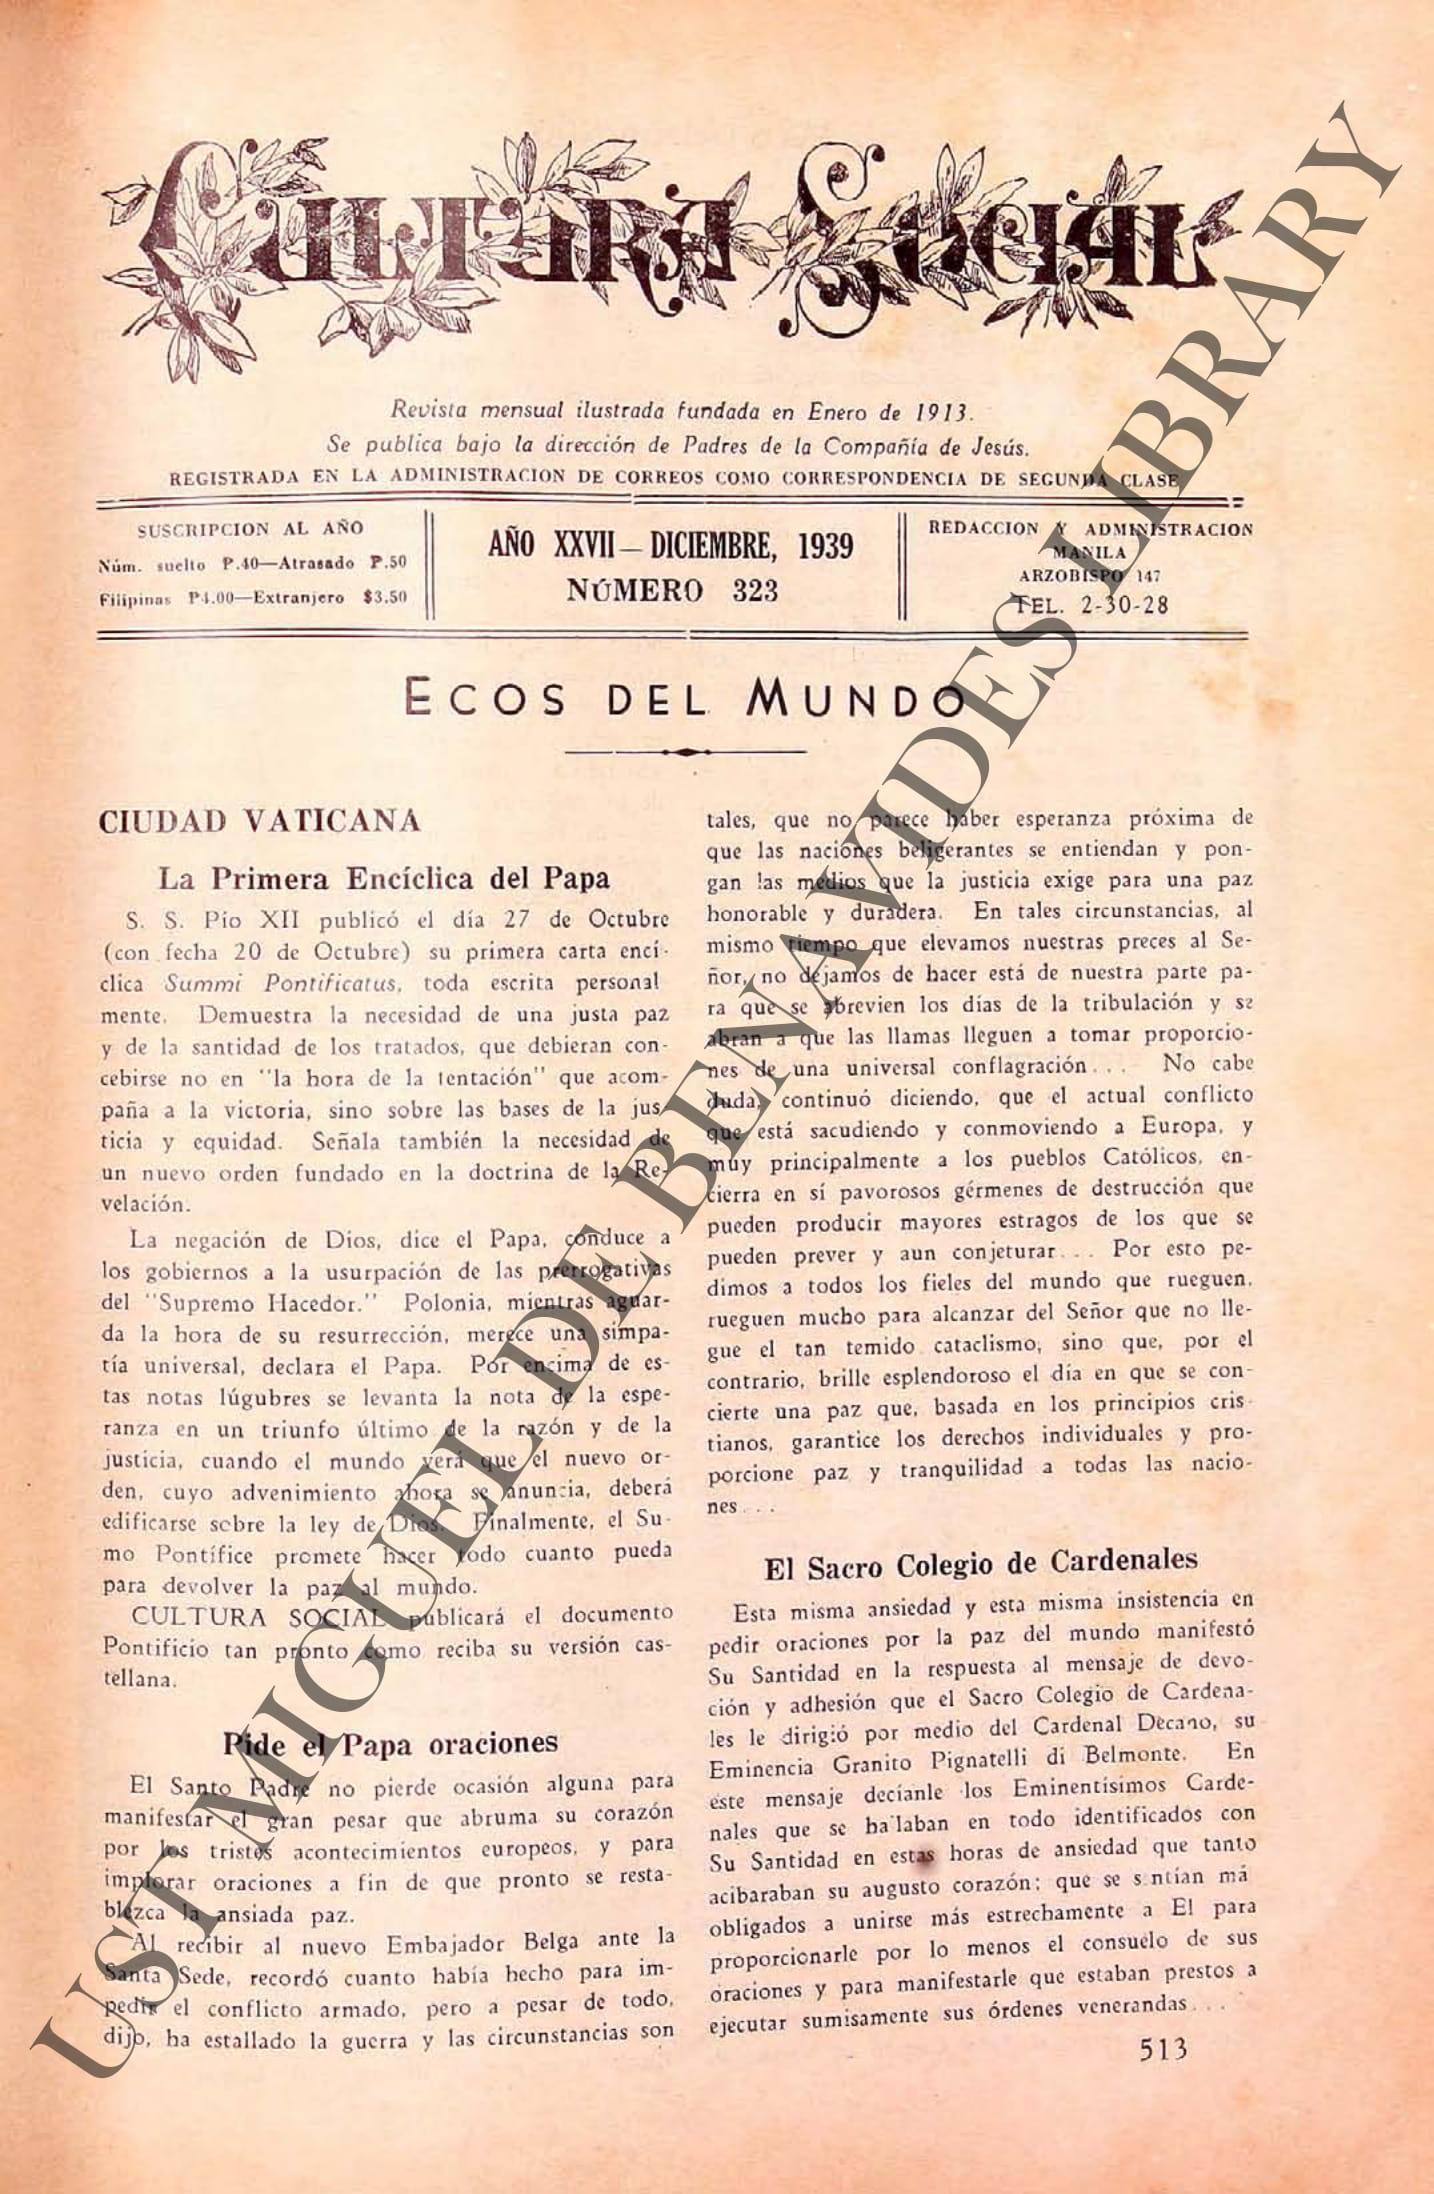 CULTURA SOCIAL
Revista mensual ilustrada fundada en Enero de 1913.
Se publica bajo la dirección de Padres de la Compañía de Jesús.
REGISTRADA EN LA ADMINISTRACION DE CORREOS COMO CORRESPONDENCIA DE SEGUNDA CLASE
SUSCRIPCION AL AÑO
Núm. suelto ₱.40—Atrasado ₱.50
Filipinas ₱4.00—Extranjero $3.50
AÑO XXVII — DICIEMBRE, 1939
NÚMERO 323
REDACCION Y ADMINISTRACION
MANILA
ARZOBISPO 147
TEL. 2-30-28
ECOS DEL MUNDO
CIUDAD VATICANA
La Primera Encíclica del Papa
S. S. Pío XII publicó el día 27 de Octubre
(con fecha 20 de Octubre) su primera carta encí-
clica Summi Pontificatus, toda escrita personal
mente. Demuestra la necesidad de una justa paz
y de la santidad de los tratados, que debieran con-
cebirse no en "la hora de la tentación" que acom-
paña a la victoria, sino sobre las bases de la jus
ticia y equidad. Señala también la necesidad de
un nuevo orden fundado en la doctrina de la Re-
velación.
La negación de Dios, dice el Papa, conduce a
los gobiernos a la usurpación de las prerrogativas
del "Supremo Hacedor." Polonia, mientras aguar-
da la hora de su resurrección, merece una simpa-
tía universal, declara el Papa. Por encima de es-
tas notas lúgubres se levanta la nota de la espe-
ranza en un triunfo último de la razón y de la
justicia, cuando el mundo verá que el nuevo or-
den, cuyo advenimiento ahora se anuncia, deberá
edificarse sobre la ley de Dios. Finalmente, el Su-
mo Pontífice promete hacer todo cuanto pueda
para devolver la paz al mundo.
CULTURA SOCIAL publicará el documento
Pontificio tan pronto como reciba su versión cas-
tellana.
Pide el Papa oraciones
El Santo Padre no pierde ocasión alguna para
manifestar el gran pesar que abruma su corazón
por los tristes acontecimientos europeos, y para
implorar oraciones a fin de que pronto se resta-
blezca la ansiada paz.
Al recibir al nuevo Embajador Belga ante la
Santa Sede, recordó cuanto había hecho para im-
pedir el conflicto armado, pero a pesar de todo,
dijo, ha estallado la guerra y las circunstancias son
tales, que no parece haber esperanza próxima de
que las naciones beligerantes se entiendan y pon-
gan las medios que la justicia exige para una paz
honorable y duradera. En tales circunstancias, al
mismo tiempo que elevamos nuestras preces al Se-
ñor, no dejamos de hacer está de nuestra parte pa-
ra que se abrevien los días de la tribulación y se
abran a que las llamas lleguen a tomar proporcio-
nes de una universal conflagración... No cabe
duda, continuó diciendo, que el actual conflicto
que está sacudiendo y conmoviendo a Europa, y
muy principalmente a los pueblos Católicos, en-
cierra en sí pavorosos gérmenes de destrucción que
pueden producir mayores estragos de los que se
pueden prever y aun conjeturar... Por esto pe-
dimos a todos los fieles del mundo que rueguen,
rueguen mucho para alcanzar del Señor que no lle-
gue el tan temido cataclismo, sino que, por el
contrario, brille esplendoroso el día en que se con-
cierte una paz que, basada en los principios cris
tianos, garantice los derechos individuales y pro-
porcione paz y tranquilidad a todas las nacio-
nes...
El Sacro Colegio de Cardenales
Esta misma ansiedad y esta misma insistencia en
pedir oraciones por la paz del mundo manifestó
Su Santidad en la respuesta al mensaje de devo-
ción y adhesión que el Sacro Colegio de Cardena-
les le dirigió por medio del Cardenal Decano, su
Eminencia Granito Pignatelli di Belmonte. En
este mensaje decíanle los Eminentísimos Carde-
nales que se hallaban en todo identificados con
Su Santidad en estas horas de ansiedad que tanto
acibaraban su augusto corazón; que se sentían má
obligados a unirse más estrechamente a El para
proporcionarle por lo menos el consuelo de sus
oraciones y para manifestarle que estaban prestos a
ejecutar sumisamente sus órdenes venerandas...
513
UST MIGUEL DE BENAVIDES LIBRARY